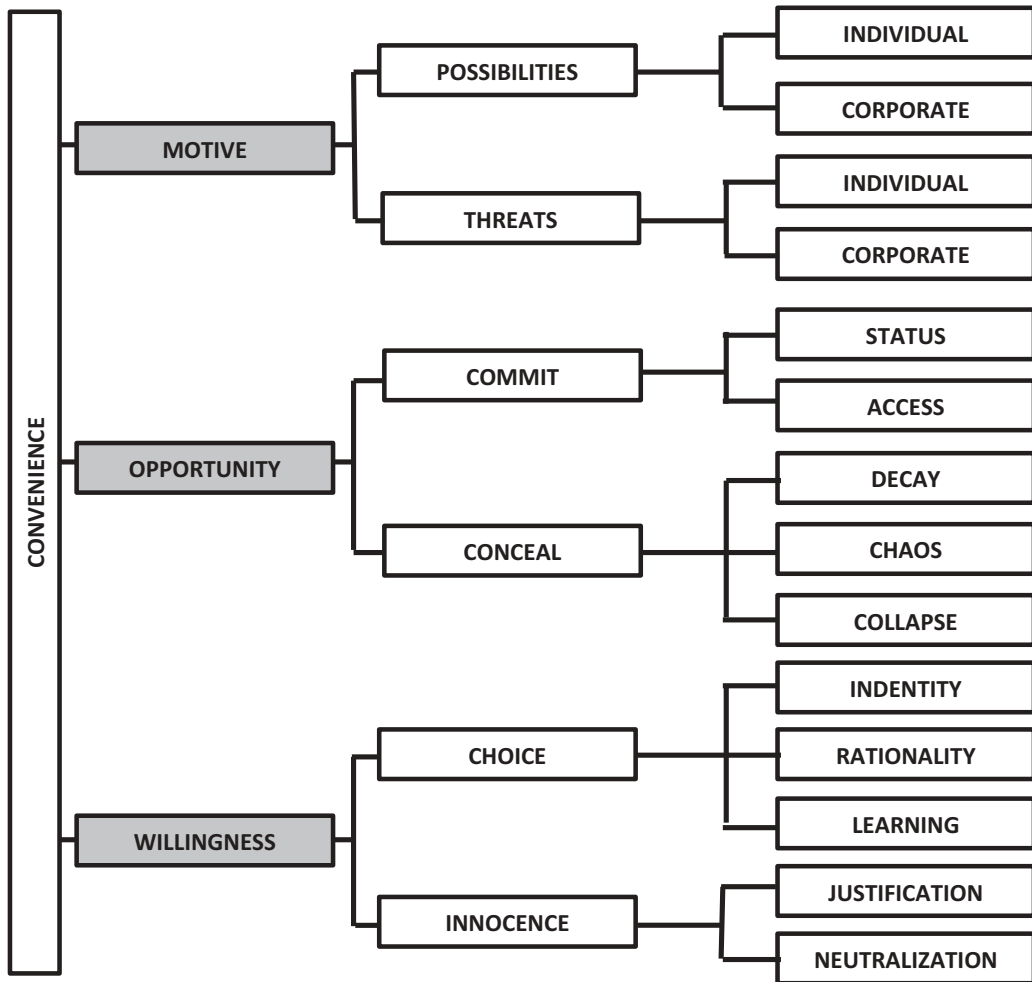 CONVENIENCE
MOTIVE
POSSIBILITIES
INDIVIDUAL
CORPORATE
THREATS
INDIVIDUAL
CORPORATE
OPPORTUNITY
COMMIT
STATUS
ACCESS
CONCEAL
DECAY
CHAOS
COLLAPSE
WILLINGNESS
CHOICE
INDENTITY
RATIONALITY
LEARNING
INNOCENCE
JUSTIFICATION
NEUTRALIZATION